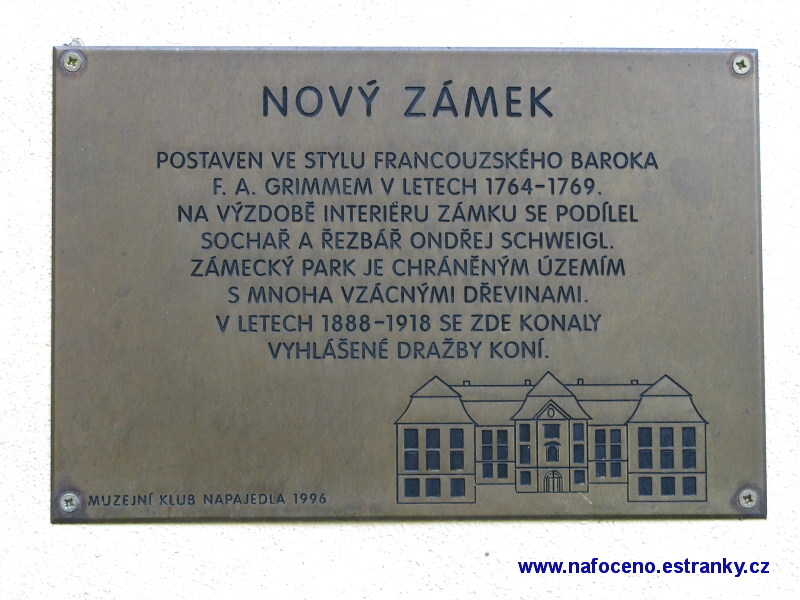 NOVÝ ZÁMEK
POSTAVEN VE STYLU FRANCOUZSKÉHO BAROKA
F. A. GRIMMEM V LETECH 1764-1769.
NA VÝZDOBĚ INTERIÉRU ZÁMKU SE PODÍLEL
SOCHAŘ A ŘEZBÁŘ ONDŘEJ SCHWEIGL.
ZÁMECKÝ PARK JE CHRÁNĚNÝM ÚZEMÍM
S MNOHA VZÁCNÝMI DŘEVINAMI.
V LETECH 1888-1918 SE ZDE KONALY
VYHLÁŠENÉ DRAŽBY KONÍ.
MUZEJNÍ KLUB NAPAJEDLA 1996
www.nafoceno.estranky.cz